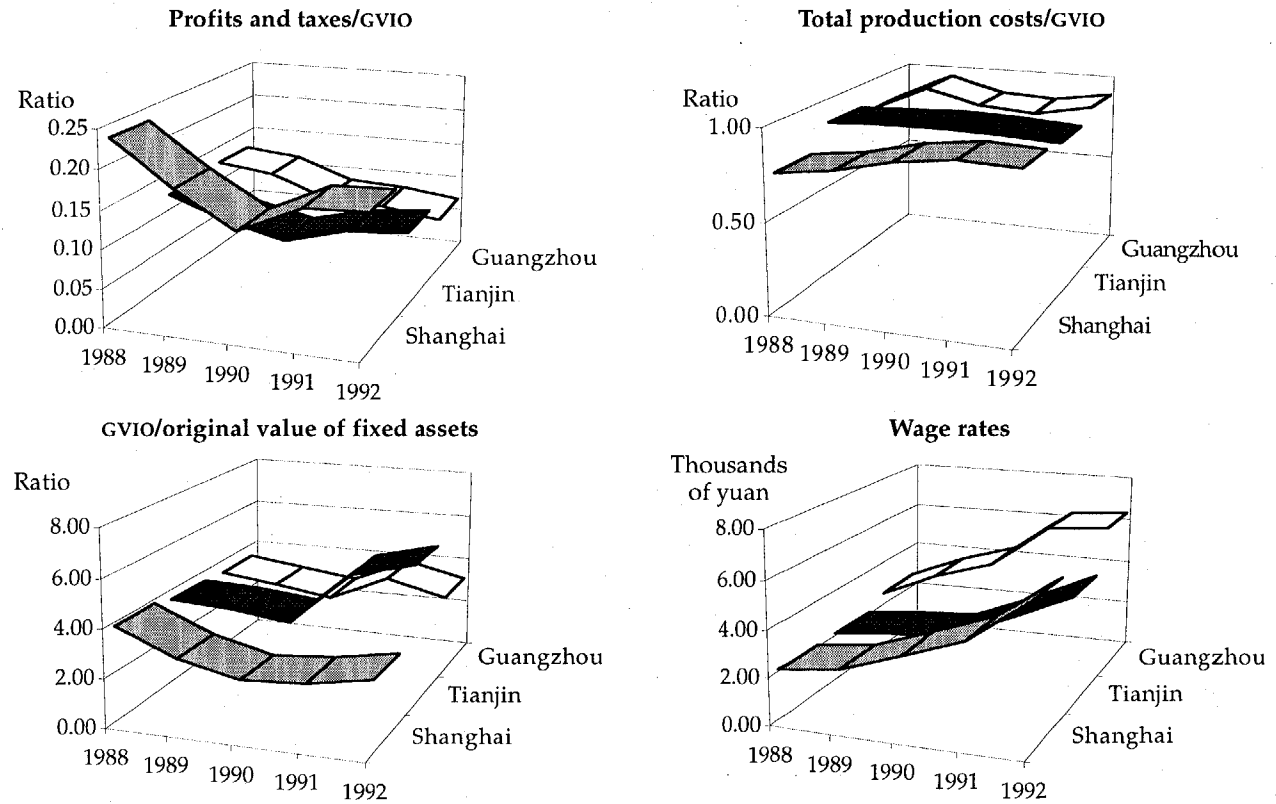 Profits and taxes/GVIO
Ratio
0.25
0.20
0.15
0.10
0.05
0.00
1988
1989
1990
1991
1992
Guangzhou
Tianjin
Shanghai
Total production costs/GVIO
Ratio
1.00
0.50
0.00
1988
1989
1990
1991
1992
Guangzhou
Tianjin
Shanghai
GVIO/original value of fixed assets
Ratio
8.00
6.00
4.00
2.00
0.00
1988
1989
1990
1991
1992
Guangzhou
Tianjin
Shanghai
Wage rates
Thousands
of yuan
8.00
6.00
4.00
2.00
0.00
1988
1989
1990
1991
1992
Guangzhou
Tianjin
Shanghai